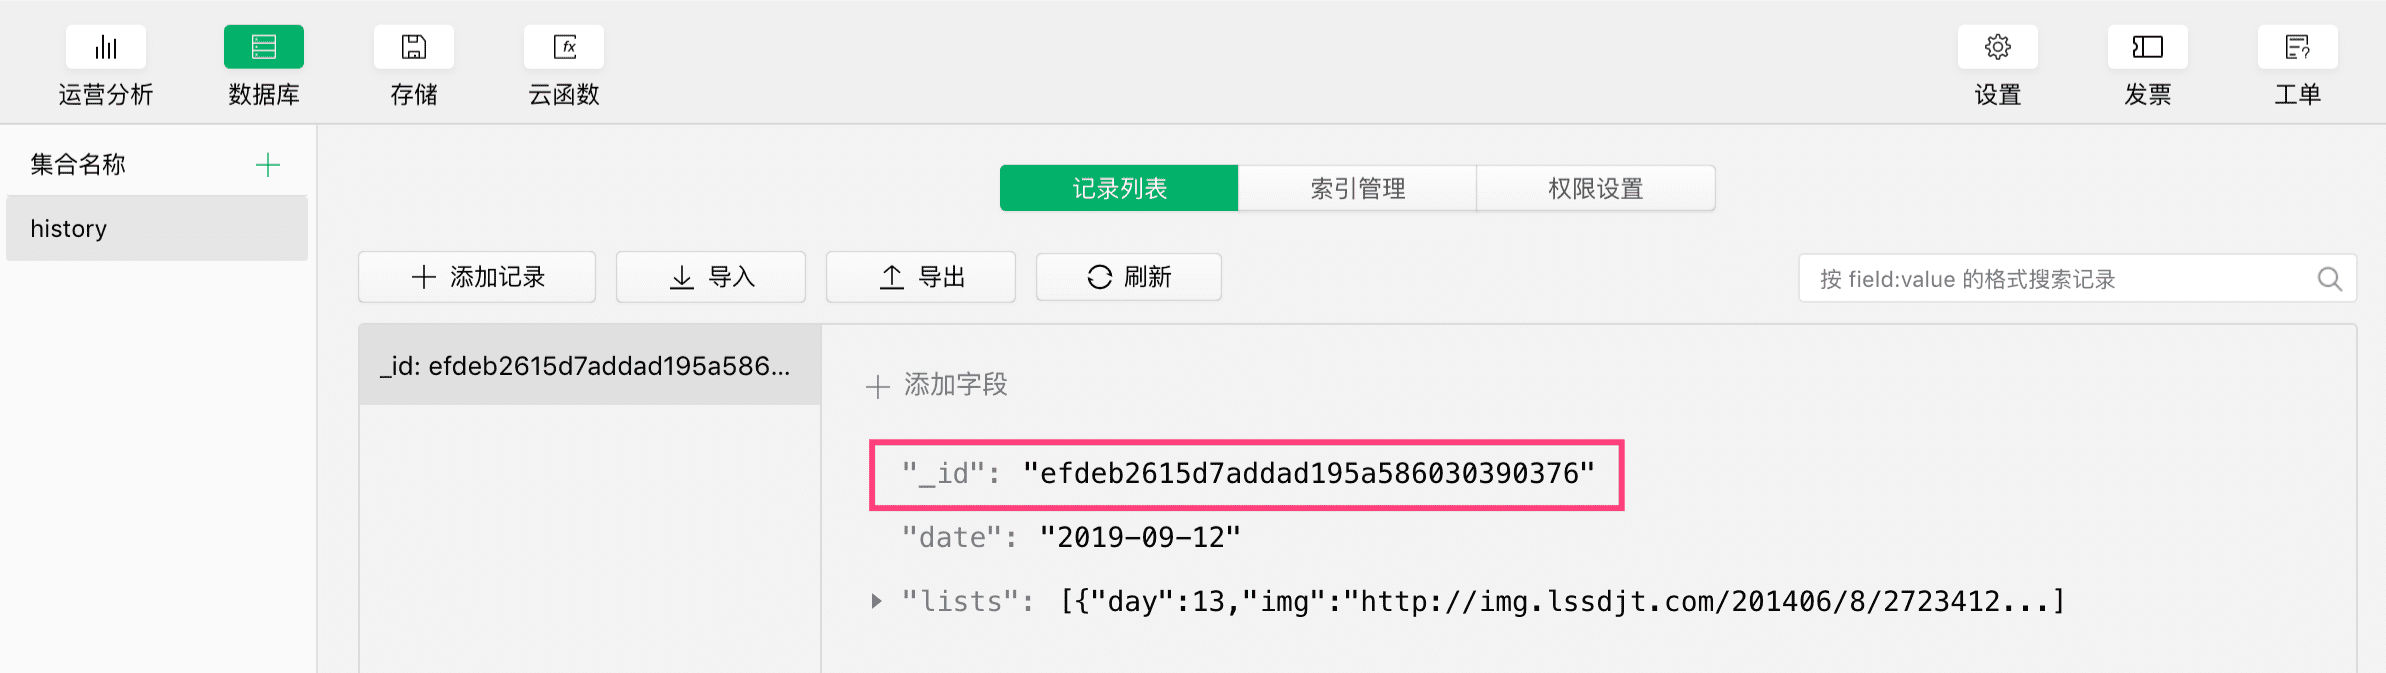 运营分析
数据库
存储
fx
云函数
设置
发票
工单
集合名称
history
记录列表
索引管理
权限设置
添加记录
导入
导出
刷新
按 field:value 的格式搜索记录
_id: efdeb2615d7addad195a586...
添加字段
"_id": "efdeb2615d7addad195a586030390376"
"date": "2019-09-12"
"lists": [{"day":13,"img":"http://img.lssdjt.com/201406/8/2723412...]